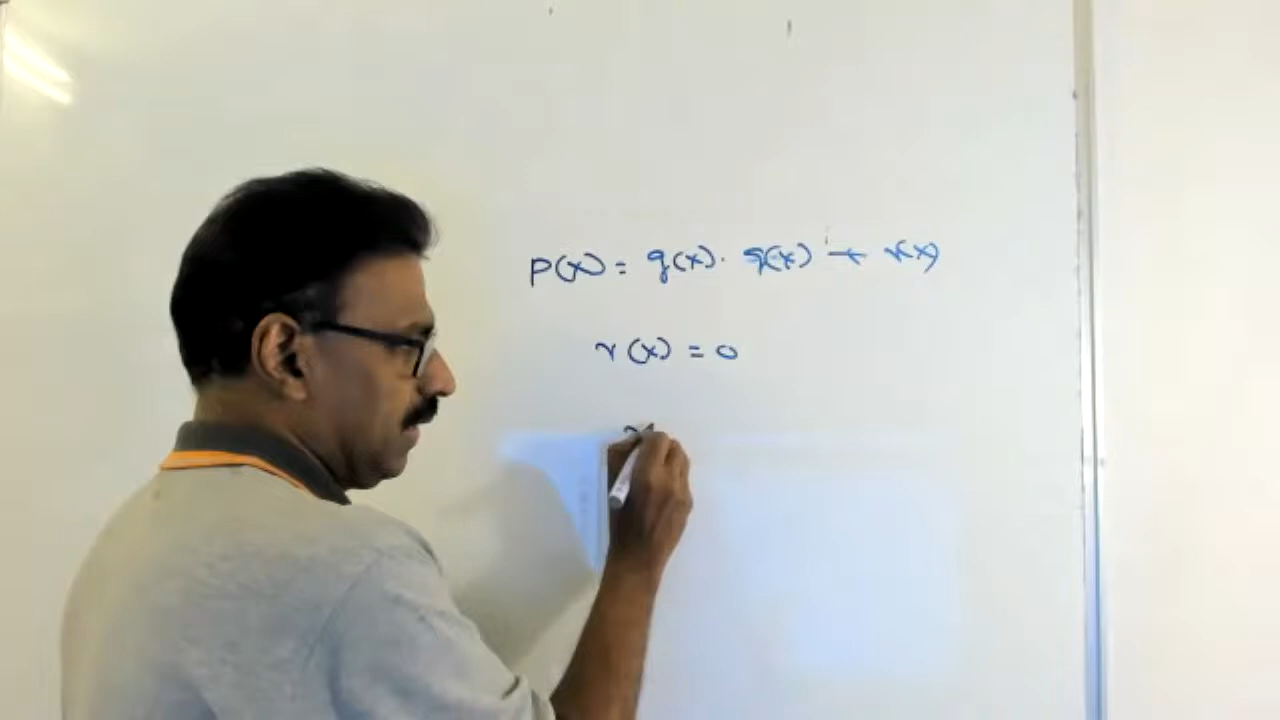 P(x) = g(x). q(x) + r(x)
r(x) = 0